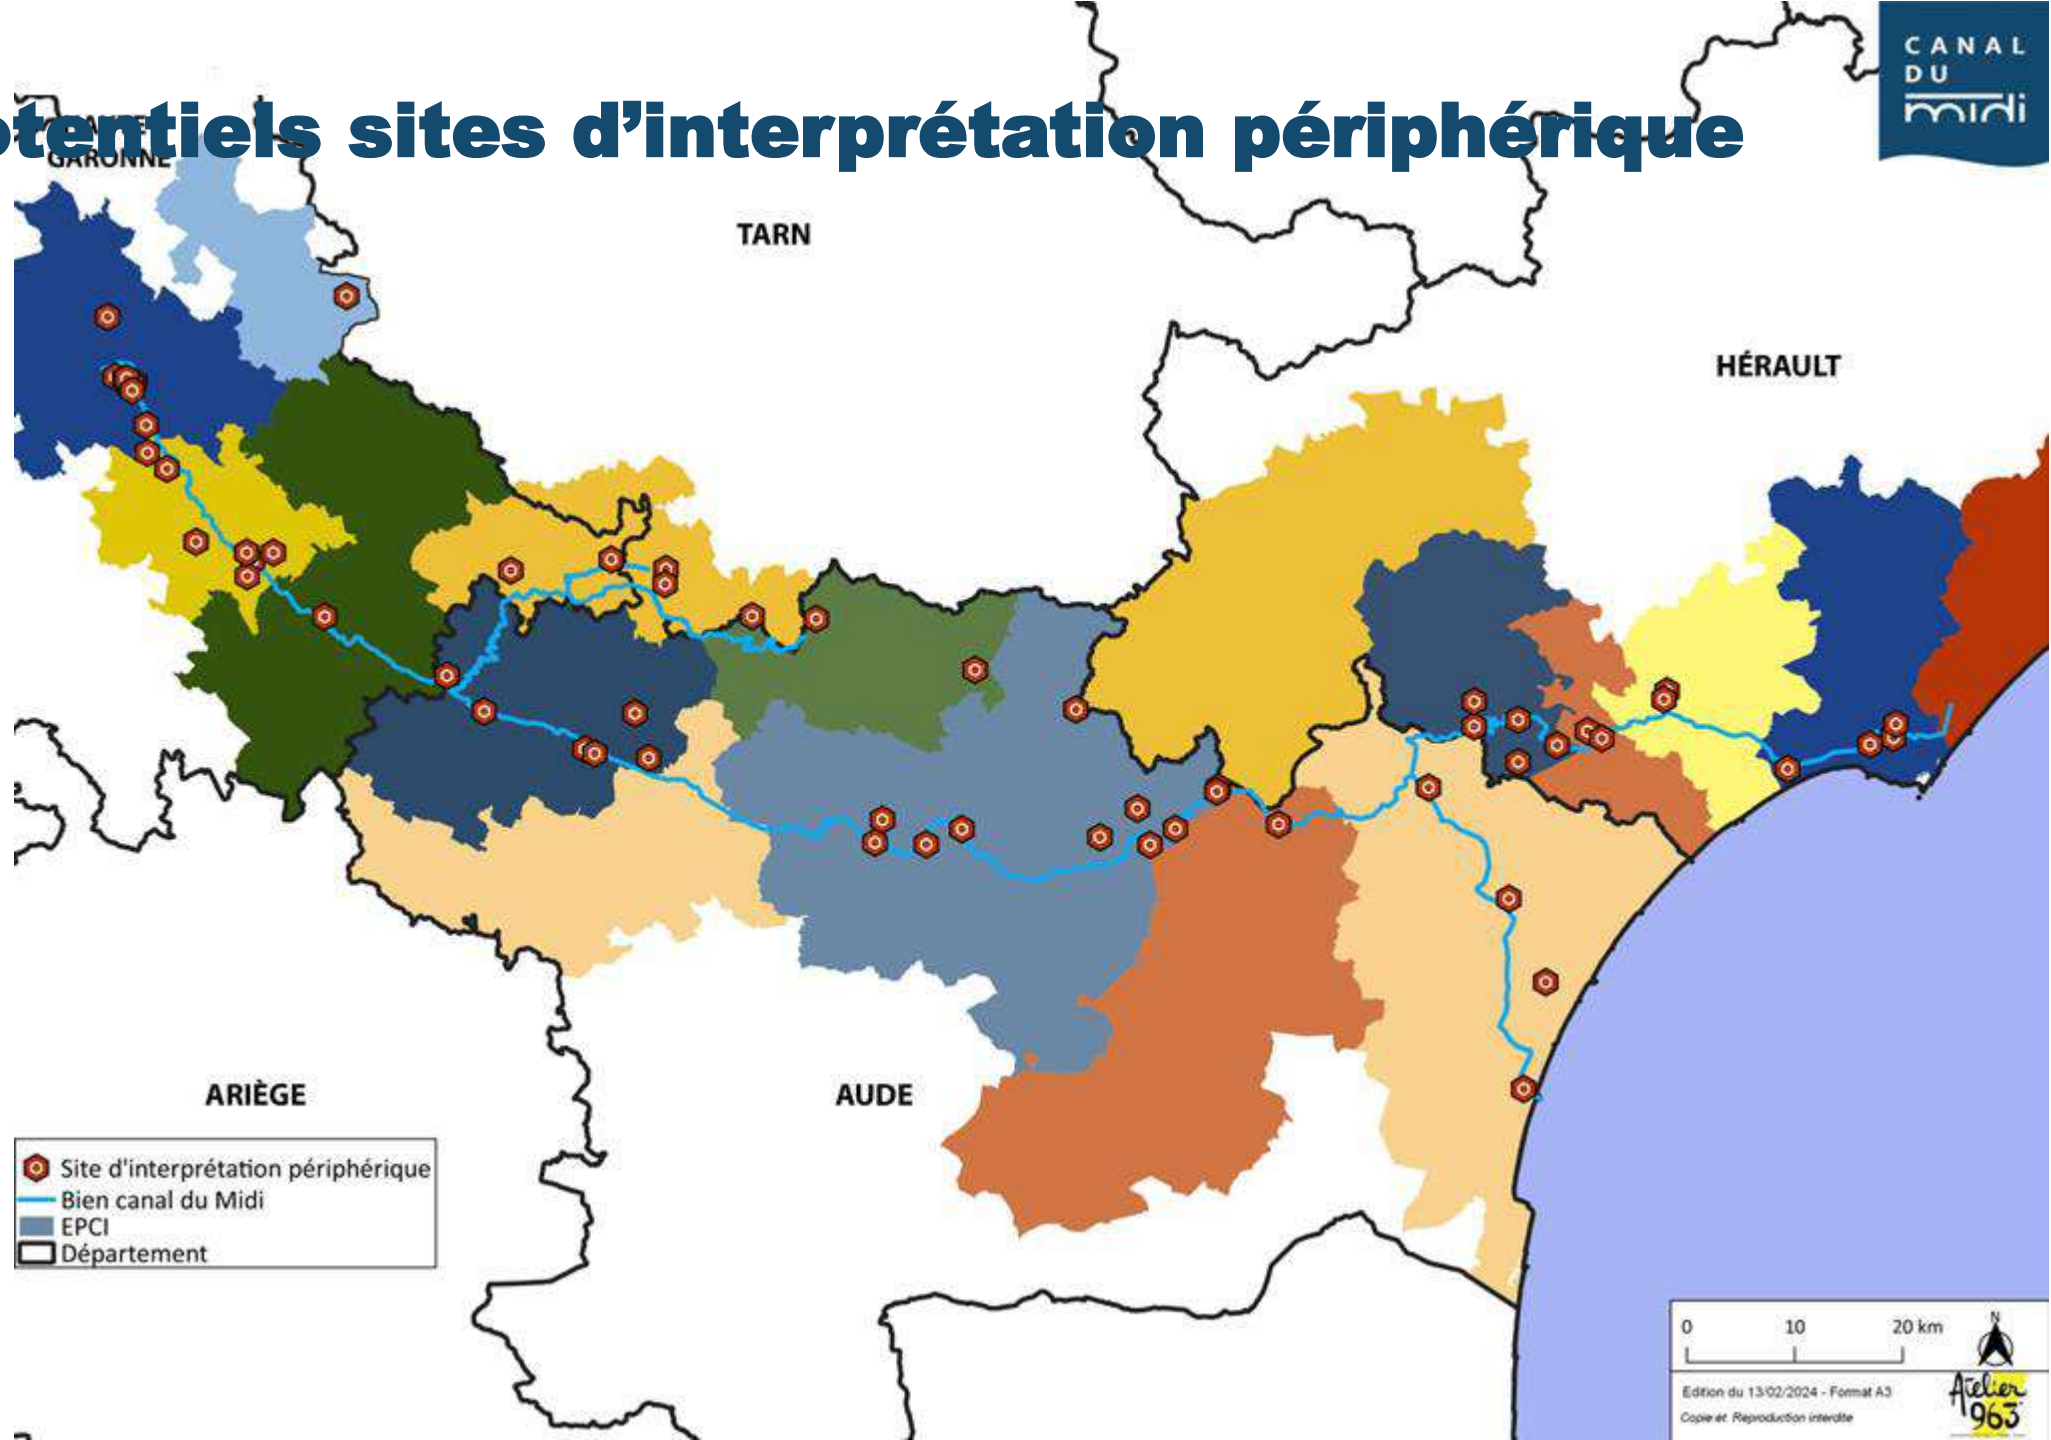 CANAL
DU
midi
otentiels sites d’interprétation périphérique
GARONNE
TARN
HÉRAULT
ARIÈGE
AUDE
Site d'interprétation périphérique
Bien canal du Midi
EPCI
Département
0 10 20 km
N
Edition du 13/02/2024 - Format A3
Copie et Reproduction interdite
Atelier
963